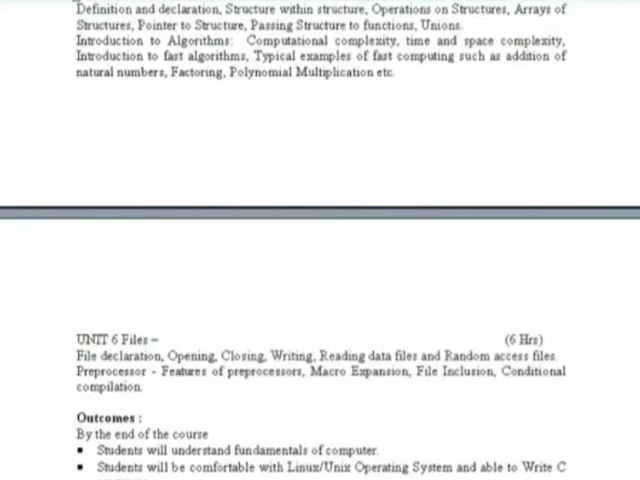 Definition and declaration, Structure within structure, Operations on Structures, Arrays of
Structures, Pointer to Structure, Passing Structure to functions, Unions.
Introduction to Algorithms: Computational complexity, time and space complexity,
Introduction to fast algorithms, Typical examples of fast computing such as addition of
natural numbers, Factoring, Polynomial Multiplication etc.
UNIT 6 Files – (6 Hrs)
File declaration, Opening, Closing, Writing, Reading data files and Random access files.
Preprocessor - Features of preprocessors, Macro Expansion, File Inclusion, Conditional
compilation.
Outcomes :
By the end of the course
• Students will understand fundamentals of computer.
• Students will be comfortable with Linux/Unix Operating System and able to Write C